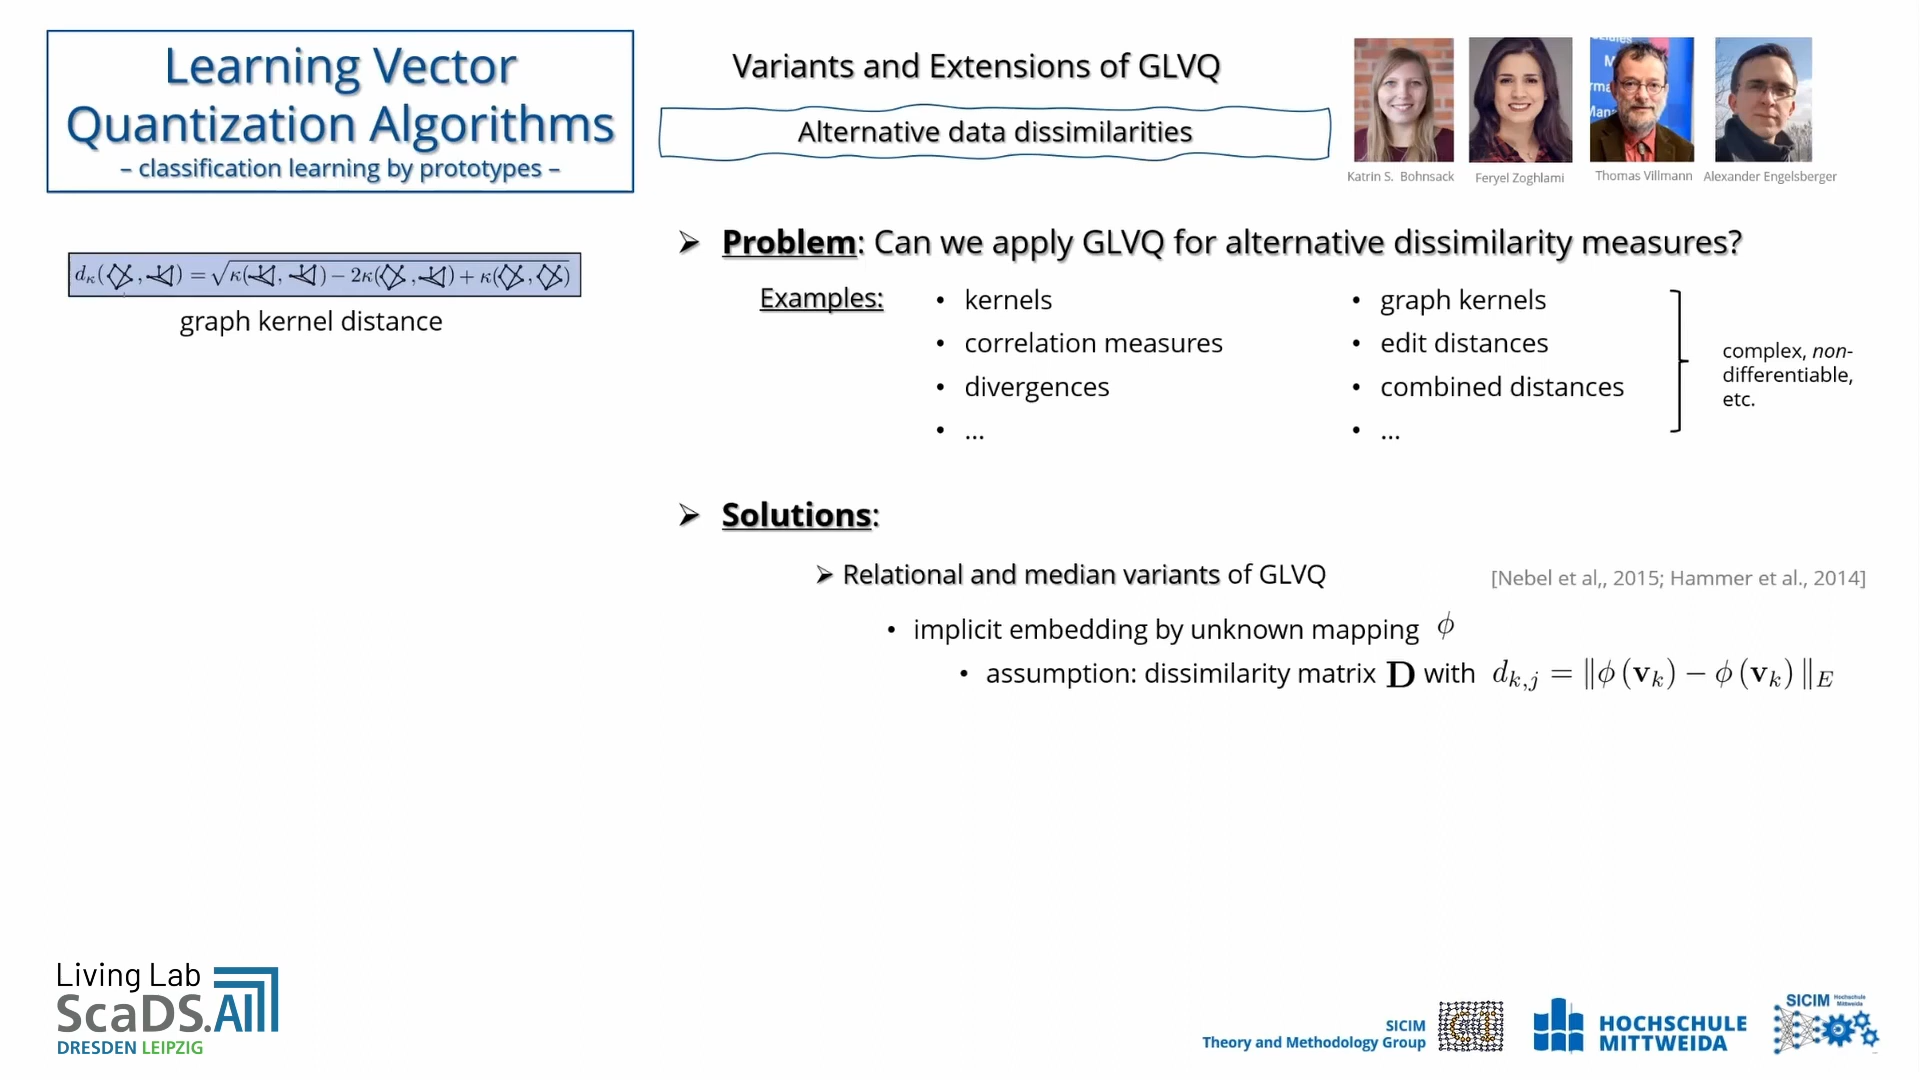 Learning Vector
Quantization Algorithms
– classification learning by prototypes –
Variants and Extensions of GLVQ
Alternative data dissimilarities
Katrin S. Bohnsack
Feryel Zoghlami
Thomas Villmann
Alexander Engelsberger
graph kernel distance
➢ Problem: Can we apply GLVQ for alternative dissimilarity measures?
Examples:
• kernels
• correlation measures
• divergences
• ...
• graph kernels
• edit distances
• combined distances
• ...
complex, non-
differentiable,
etc.
➢ Solutions:
➢ Relational and median variants of GLVQ
[Nebel et al,, 2015; Hammer et al., 2014]
• implicit embedding by unknown mapping ϕ
• assumption: dissimilarity matrix D with d_{k,j} = ‖ϕ(v_k) − ϕ(v_k)‖_E
Living Lab
ScaDS.AI
DRESDEN LEIPZIG
SICIM
Theory and Methodology Group
HOCHSCHULE
MITTWEIDA
SICIM Hochschule
Mittweida